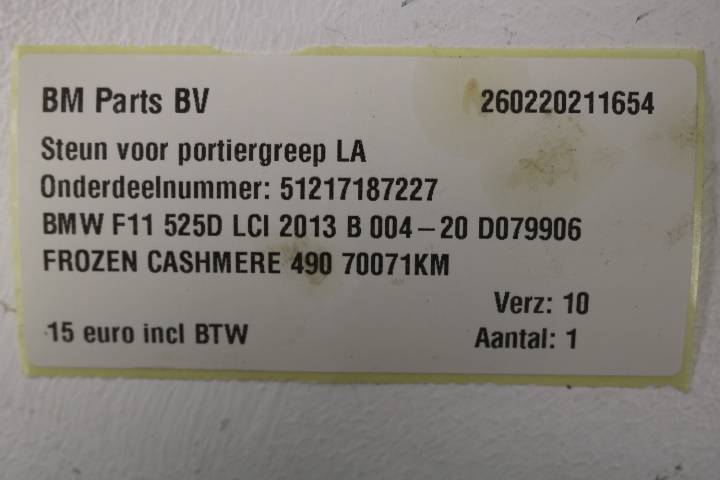 BM Parts BV 260220211654
Steun voor portiergreep LA
Onderdeelnummer: 51217187227
BMW F11 525D LCI 2013 B 004-20 D079906
FROZEN CASHMERE 490 70071KM
Verz: 10
15 euro incl BTW Aantal: 1